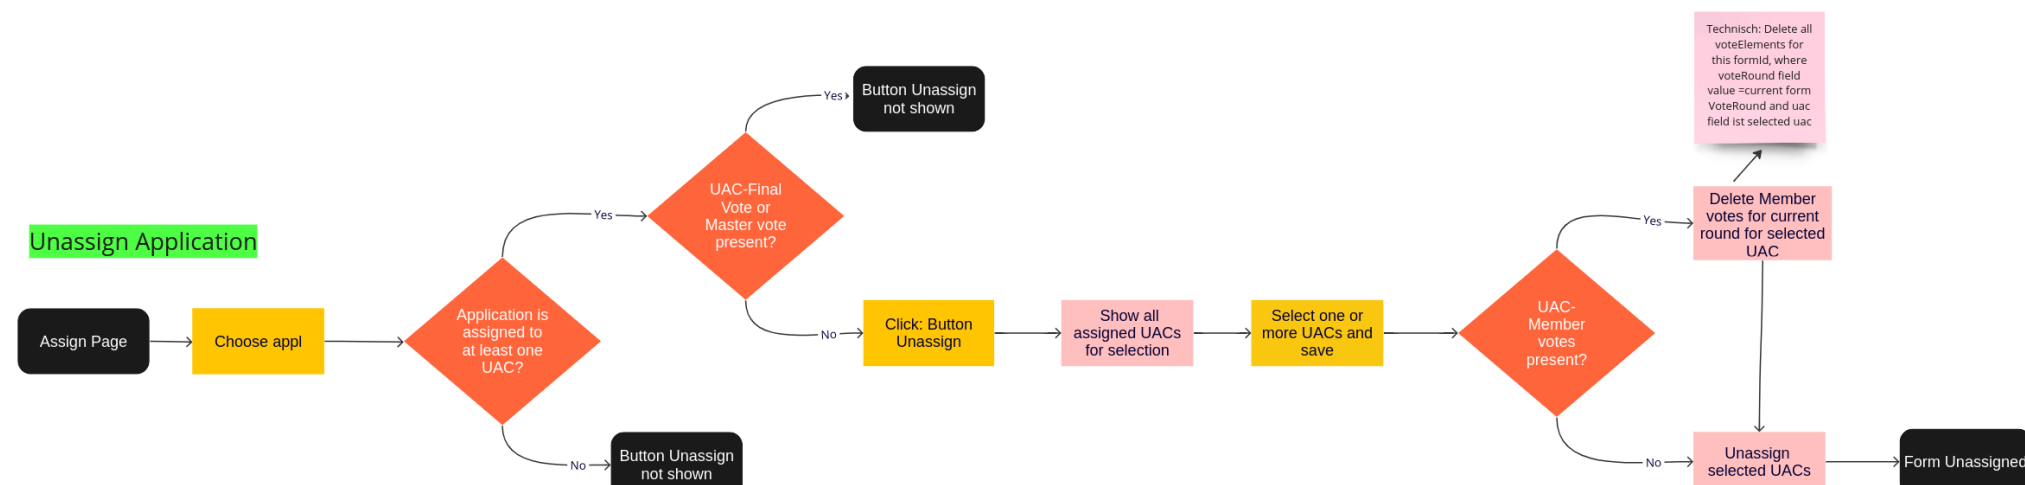 Unassign Application
Assign Page
Choose appl
Application is
assigned to
at least one
UAC?
Yes
No
Button Unassign
not shown
UAC-Final
Vote or
Master vote
present?
Yes
Button Unassign
not shown
No
Click: Button
Unassign
Show all
assigned UACs
for selection
Select one or
more UACs and
save
UAC-
Member
votes
present?
Yes
Delete Member
votes for current
round for selected
UAC
Technisch: Delete all
voteElements for
this formId, where
voteRound field
value =current form
VoteRound and uac
field ist selected uac
No
Unassign
selected UACs
Form Unassigned